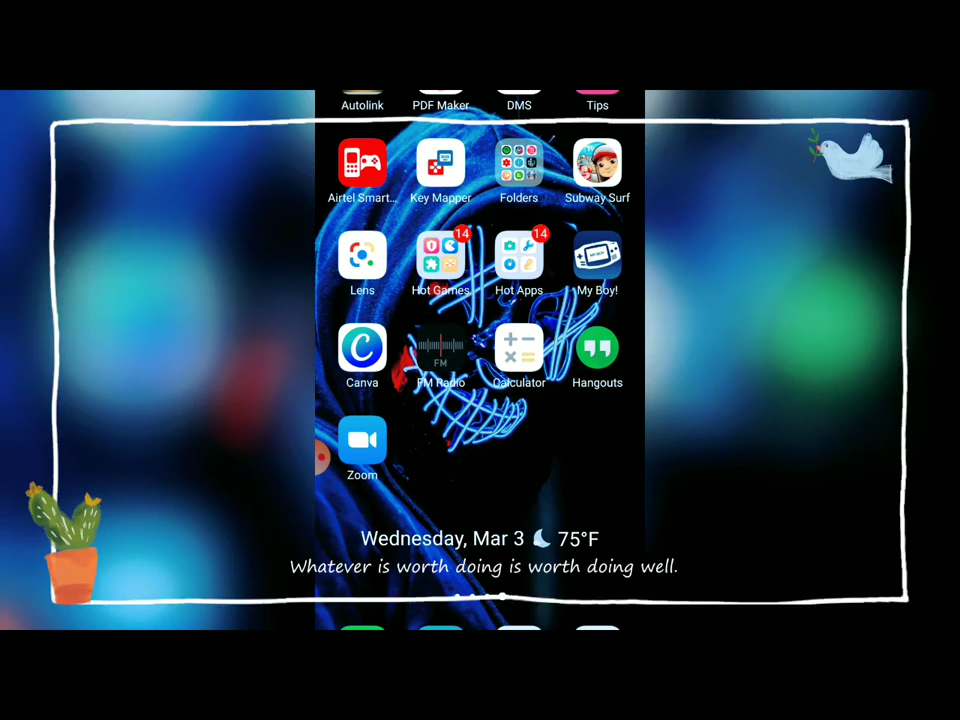 Autolink PDF Maker DMS Tips
Airtel Smart... Key Mapper Folders Subway Surf
14 14
Lens Hot Games Hot Apps My Boy!
FM
Canva FM Radio Calculator Hangouts
Zoom
Wednesday, Mar 3 75°F
Whatever is worth doing is worth doing well.